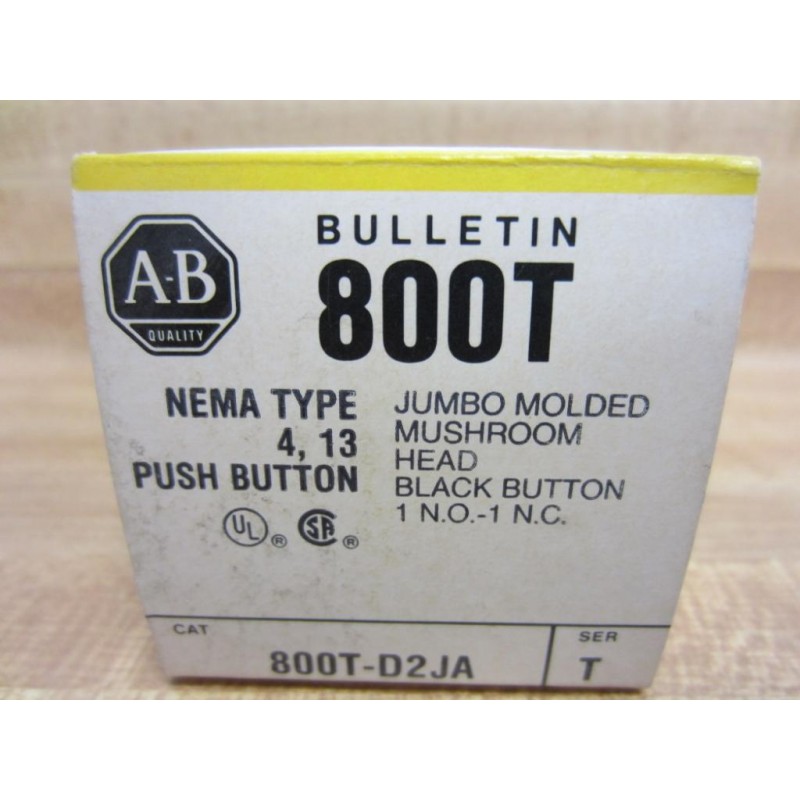 A-B
QUALITY
BULLETIN
800T
NEMA TYPE
4, 13
PUSH BUTTON
UL ® SA ®
JUMBO MOLDED
MUSHROOM
HEAD
BLACK BUTTON
1 N.O.-1 N.C.
CAT
800T-D2JA
SER
T